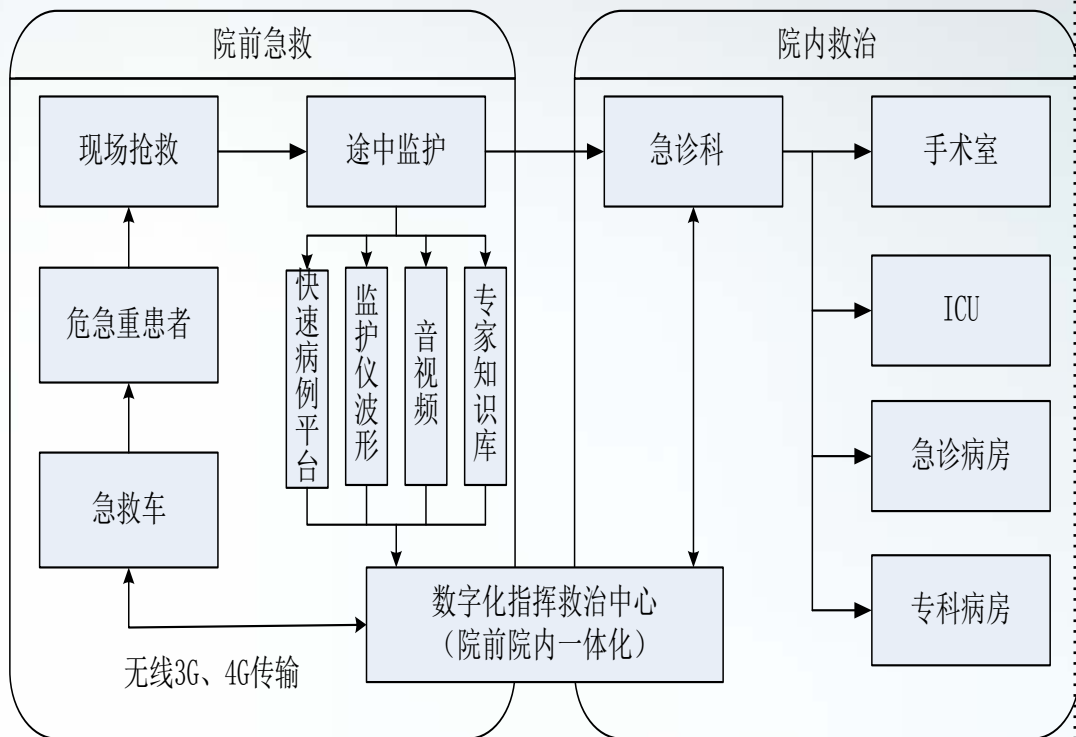 院前急救
院内救治
现场抢救
途中监护
急诊科
手术室
危急重患者
快速病例平台
监护仪波形
音视频
专家知识库
ICU
急救车
急诊病房
数字化指挥救治中心
（院前院内一体化）
专科病房
无线3G、4G传输